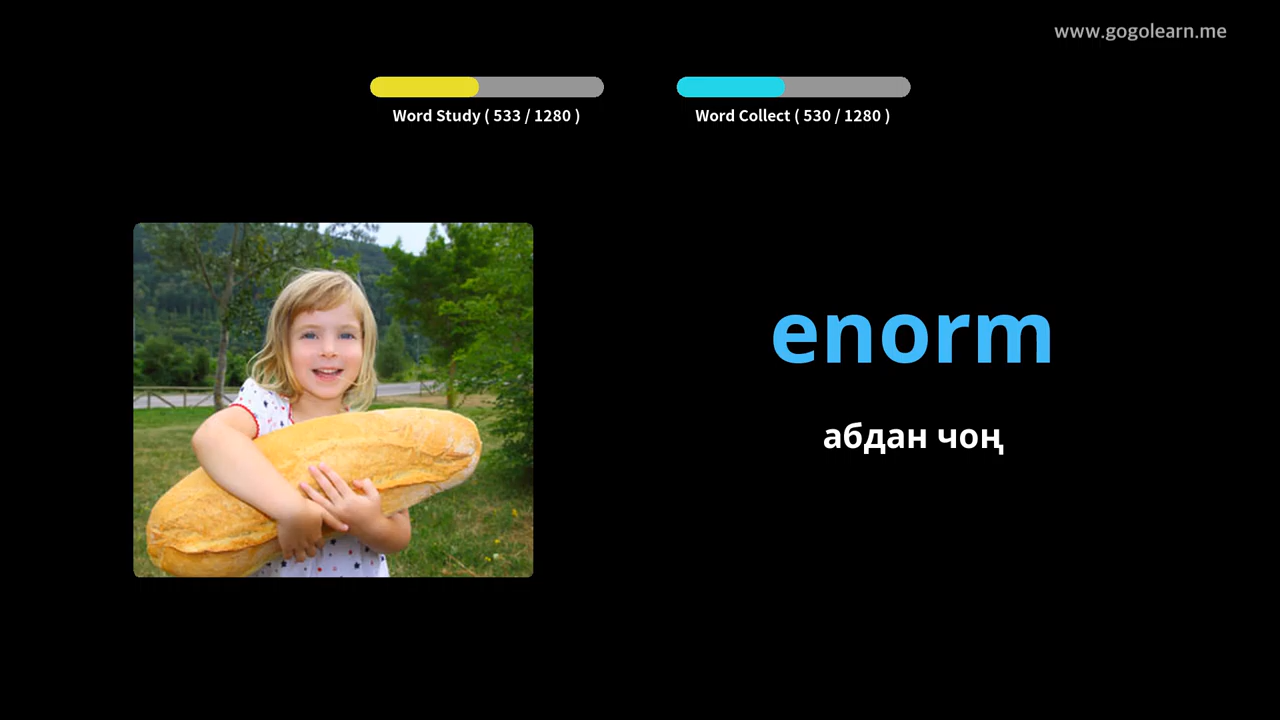 www.gogolearn.me
Word Study ( 533 / 1280 )
Word Collect ( 530 / 1280 )
enorm
абдан чоң